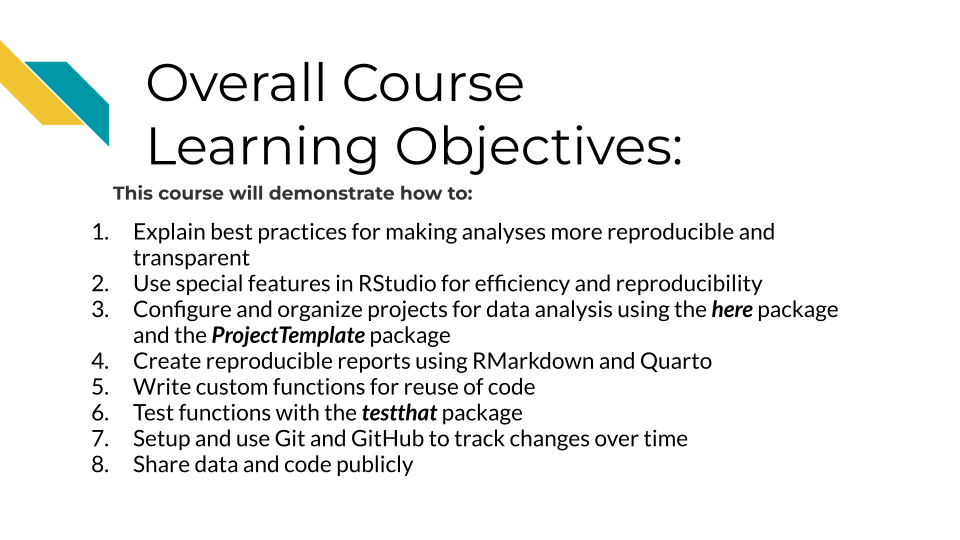 Overall Course
Learning Objectives:
This course will demonstrate how to:
1. Explain best practices for making analyses more reproducible and
transparent
2. Use special features in RStudio for efficiency and reproducibility
3. Configure and organize projects for data analysis using the here package
and the ProjectTemplate package
4. Create reproducible reports using RMarkdown and Quarto
5. Write custom functions for reuse of code
6. Test functions with the testthat package
7. Setup and use Git and GitHub to track changes over time
8. Share data and code publicly